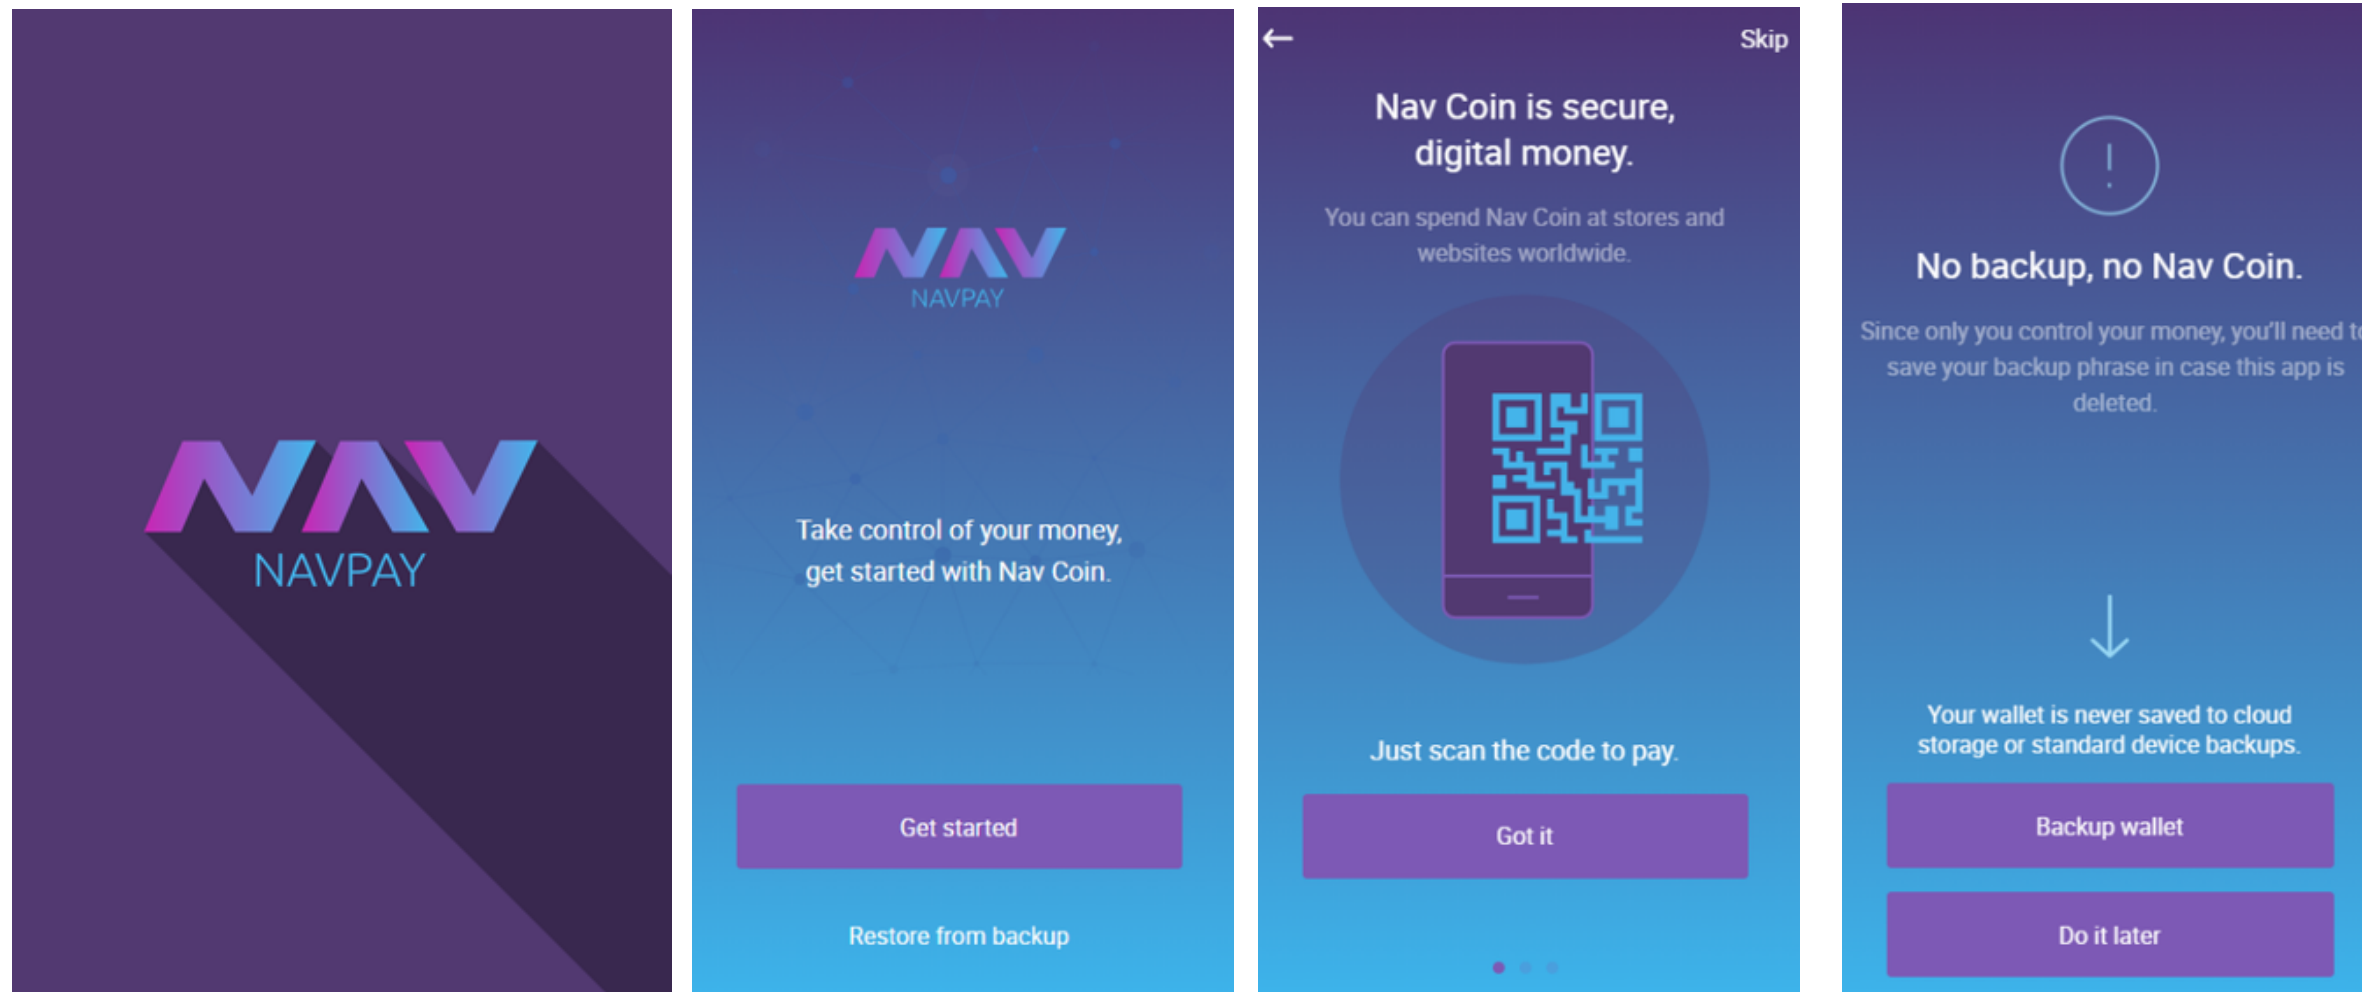 NAV
NAVPAY
NAV
NAVPAY
Take control of your money,
get started with Nav Coin.
Get started
Restore from backup
Skip
Nav Coin is secure,
digital money.
You can spend Nav Coin at stores and
websites worldwide.
Just scan the code to pay.
Got it
No backup, no Nav Coin.
Since only you control your money, you'll need to
save your backup phrase in case this app is
deleted.
Your wallet is never saved to cloud
storage or standard device backups.
Backup wallet
Do it later